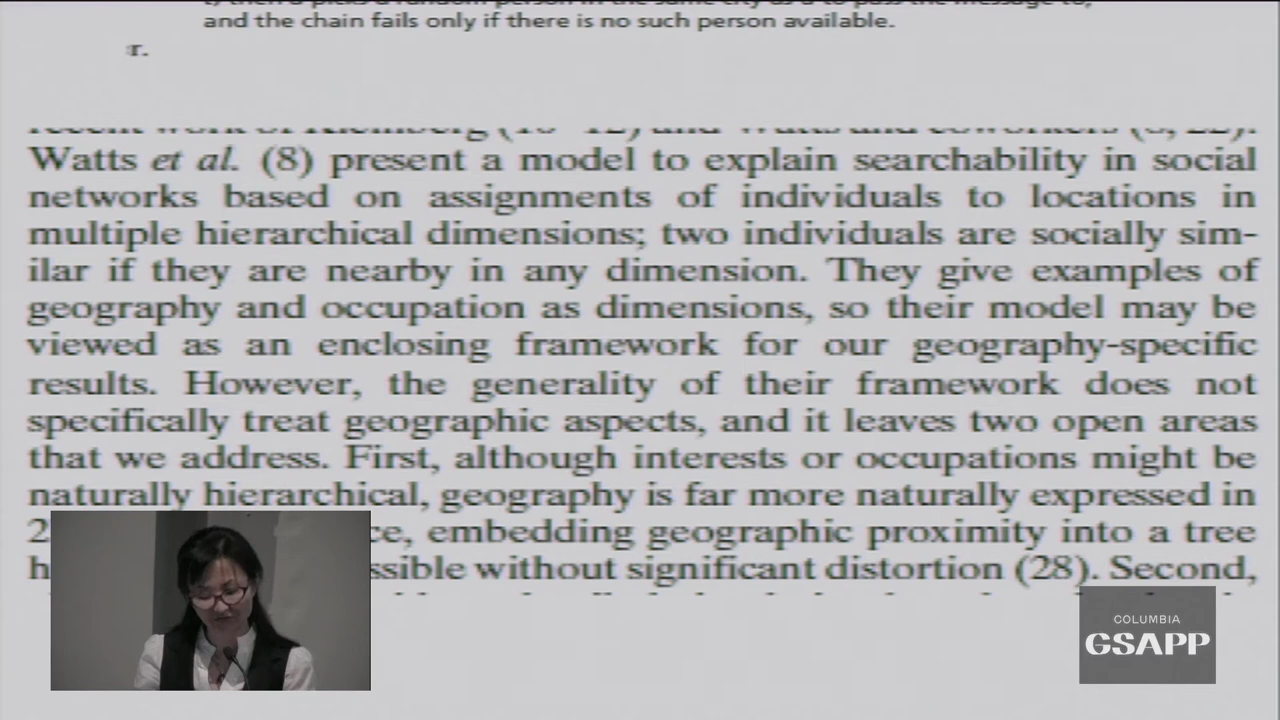 and the chain fails only if there is no such person available.
r.
Watts et al. (8) present a model to explain searchability in social
networks based on assignments of individuals to locations in
multiple hierarchical dimensions; two individuals are socially sim-
ilar if they are nearby in any dimension. They give examples of
geography and occupation as dimensions, so their model may be
viewed as an enclosing framework for our geography-specific
results. However, the generality of their framework does not
specifically treat geographic aspects, and it leaves two open areas
that we address. First, although interests or occupations might be
naturally hierarchical, geography is far more naturally expressed in
2 ce, embedding geographic proximity into a tree
h ssible without significant distortion (28). Second,
COLUMBIA
GSAPP